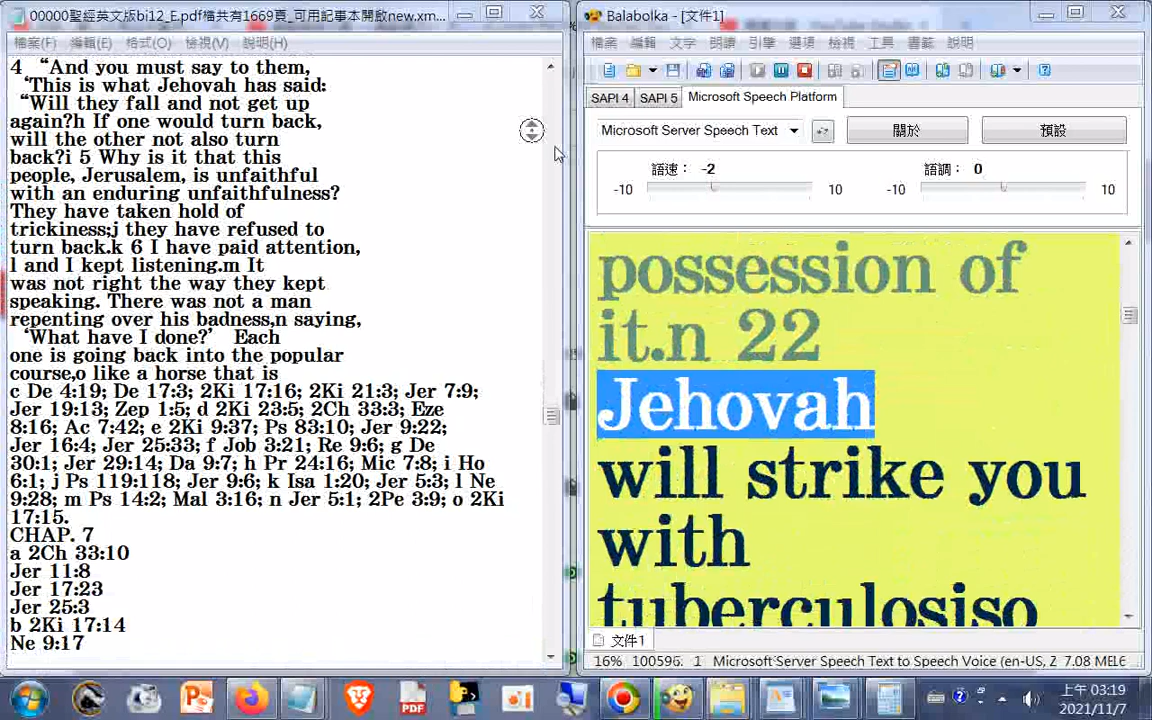 00000聖經英文版bi12_E.pdf檔共有1669頁_可用記事本開啟new.xm...
檔案(F) 編輯(E) 格式(O) 檢視(V) 說明(H)
4 “And you must say to them,
‘This is what Jehovah has said:
“Will they fall and not get up
again?h If one would turn back,
will the other not also turn
back?i 5 Why is it that this
people, Jerusalem, is unfaithful
with an enduring unfaithfulness?
They have taken hold of
trickiness;j they have refused to
turn back.k 6 I have paid attention,
l and I kept listening.m It
was not right the way they kept
speaking. There was not a man
repenting over his badness,n saying,
‘What have I done?’ Each
one is going back into the popular
course,o like a horse that is
c De 4:19; De 17:3; 2Ki 17:16; 2Ki 21:3; Jer 7:9;
Jer 19:13; Zep 1:5; d 2Ki 23:5; 2Ch 33:3; Eze
8:16; Ac 7:42; e 2Ki 9:37; Ps 83:10; Jer 9:22;
Jer 16:4; Jer 25:33; f Job 3:21; Re 9:6; g De
30:1; Jer 29:14; Da 9:7; h Pr 24:16; Mic 7:8; i Ho
6:1; j Ps 119:118; Jer 9:6; k Isa 1:20; Jer 5:3; l Ne
9:28; m Ps 14:2; Mal 3:16; n Jer 5:1; 2Pe 3:9; o 2Ki
17:15.
CHAP. 7
a 2Ch 33:10
Jer 11:8
Jer 17:23
Jer 25:3
b 2Ki 17:14
Ne 9:17
Balabolka - [文件1]
檔案 編輯 文字 朗讀 引擎 選項 檢視 工具 書籤 說明
SAPI 4 SAPI 5 Microsoft Speech Platform
Microsoft Server Speech Text 關於 預設
語速： -2 語調： 0
-10 10 -10 10
possession of
it.n 22
Jehovah
will strike you
with
tuberculosiso
文件1
16% 100596. 1 Microsoft Server Speech Text to Speech Voice (en-US, Z 7.08 МБ
PDF
上午 03:19
2021/11/7